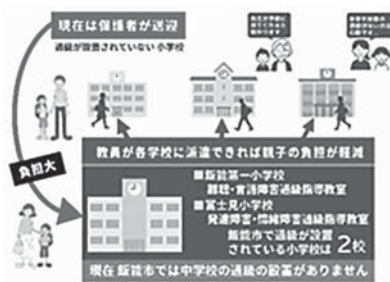 現在は保護者が送迎
通級が設置されていない小学校
負担大
教員が各学校に派遣できれば親子の負担が軽減
■飯能第一小学校
難聴・言語障害通級指導教室
■富士見小学校
発達障害・情緒障害通級指導教室
飯能市で通級が設置
されている小学校は 2校
現在 飯能市では中学校の通級の設置がありません